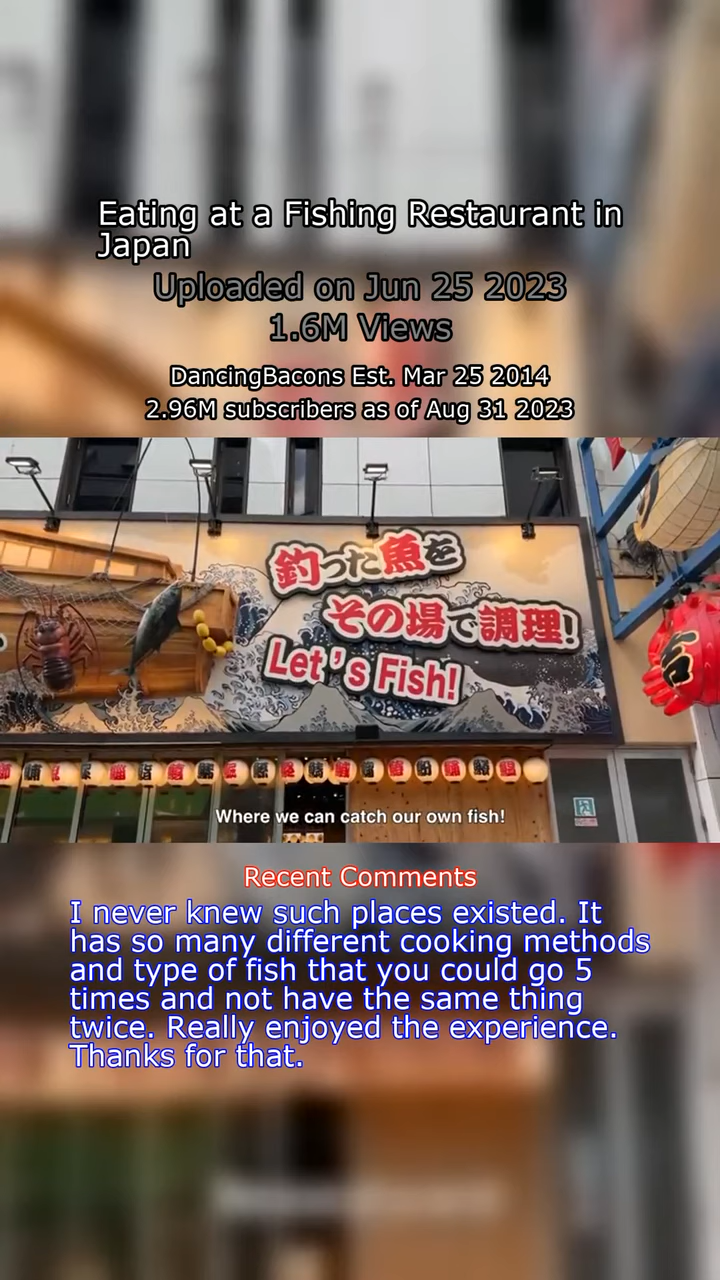 Eating at a Fishing Restaurant in
Japan
Uploaded on Jun 25 2023
1.6M Views
DancingBacons Est. Mar 25 2014
2.96M subscribers as of Aug 31 2023
釣った魚を
その場で調理!
Let's Fish!
Where we can catch our own fish!
Recent Comments
I never knew such places existed. It
has so many different cooking methods
and type of fish that you could go 5
times and not have the same thing
twice. Really enjoyed the experience.
Thanks for that.